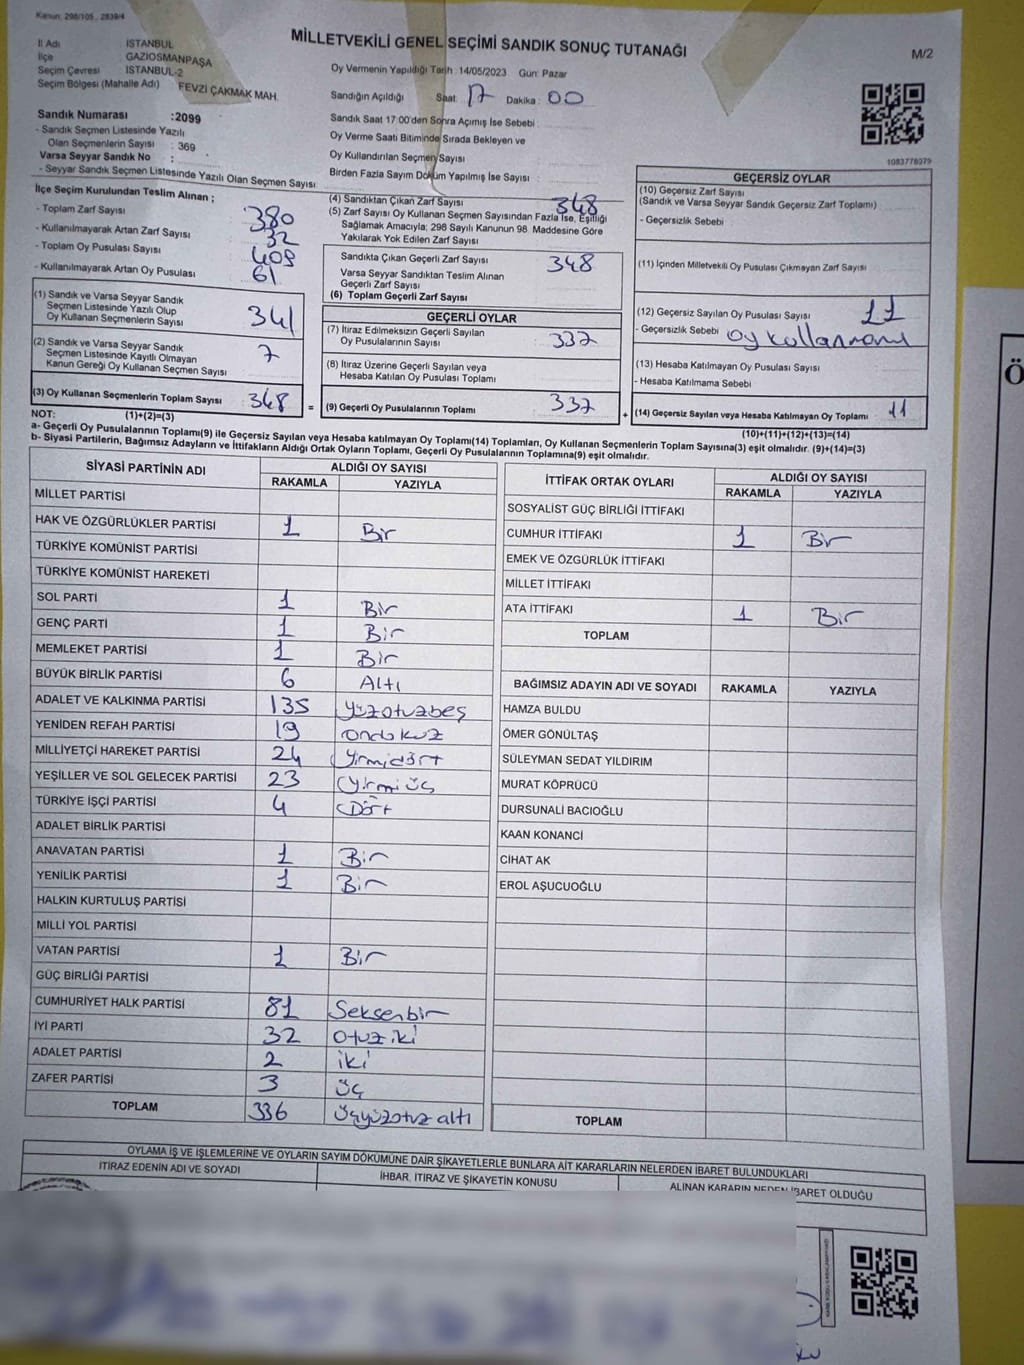 Kanun: 298/105 , 2839/4
MİLLETVEKİLİ GENEL SEÇİMİ SANDIK SONUÇ TUTANAĞI
M/2
İl Adı İSTANBUL
İlçe GAZİOSMANPAŞA
Seçim Çevresi İSTANBUL-2
Seçim Bölgesi (Mahalle Adı) FEVZİ ÇAKMAK MAH.
Sandık Numarası :2099
- Sandık Seçmen Listesinde Yazılı
Olan Seçmenlerin Sayısı : 369
Varsa Seyyar Sandık No :
- Seyyar Sandık Seçmen Listesinde Yazılı Olan Seçmen Sayısı
Oy Vermenin Yapıldığı Tarih :14/05/2023 Gün: Pazar
Sandığın Açıldığı Saat: 17 Dakika : 00
Sandık Saat 17:00'den Sonra Açımış İse Sebebi
Oy Verme Saati Bitiminde Sırada Bekleyen ve
Oy Kullandırılan Seçmen Sayısı
Birden Fazla Sayım Döküm Yapılmış İse Sayısı :
1083778079
İlçe Seçim Kurulundan Teslim Alınan ;
- Toplam Zarf Sayısı 380
- Kullanılmayarak Artan Zarf Sayısı 32
- Toplam Oy Pusulası Sayısı 409
- Kullanılmayarak Artan Oy Pusulası 61
(1) Sandık ve Varsa Seyyar Sandık
Seçmen Listesinde Yazılı Olup
Oy Kullanan Seçmenlerin Sayısı 341
(2) Sandık ve Varsa Seyyar Sandık
Seçmen Listesinde Kayıtlı Olmayan
Kanun Gereği Oy Kullanan Seçmen Sayısı 7
(3) Oy Kullanan Seçmenlerin Toplam Sayısı 348 =
(4) Sandıktan Çıkan Zarf Sayısı 348
(5) Zarf Sayısı Oy Kullanan Seçmen Sayısından Fazla İse, Eşitliği
Sağlamak Amacıyla; 298 Sayılı Kanunun 98. Maddesine Göre
Yakılarak Yok Edilen Zarf Sayısı
Sandıkta Çıkan Geçerli Zarf Sayısı 348
Varsa Seyyar Sandıktan Teslim Alınan
Geçerli Zarf Sayısı
(6) Toplam Geçerli Zarf Sayısı
GEÇERLİ OYLAR
(7) İtiraz Edilmeksizin Geçerli Sayılan
Oy Pusulalarının Sayısı 337
(8) İtiraz Üzerine Geçerli Sayılan veya
Hesaba Katılan Oy Pusulası Toplamı
(9) Geçerli Oy Pusulalarının Toplamı 337 +
GEÇERSİZ OYLAR
(10) Geçersiz Zarf Sayısı
(Sandık ve Varsa Seyyar Sandık Geçersiz Zarf Toplamı)
- Geçersizlik Sebebi :
(11) İçinden Milletvekili Oy Pusulası Çıkmayan Zarf Sayısı
(12) Geçersiz Sayılan Oy Pusulası Sayısı 11
- Geçersizlik Sebebi : oy kullanmamı
(13) Hesaba Katılmayan Oy Pusulası Sayısı :
- Hesaba Katılmama Sebebi
(14) Geçersiz Sayılan veya Hesaba Katılmayan Oy Toplamı 11
NOT: (1)+(2)=(3) (10)+(11)+(12)+(13)=(14)
a- Geçerli Oy Pusulalarının Toplamı(9) ile Geçersiz Sayılan veya Hesaba katılmayan Oy Toplamı(14) Toplamları, Oy Kullanan Seçmenlerin Toplam Sayısına(3) eşit olmalıdır. (9)+(14)=(3)
b- Siyasi Partilerin, Bağımsız Adayların ve İttifakların Aldığı Ortak Oyların Toplamı, Geçerli Oy Pusulalarının Toplamına(9) eşit olmalıdır.
SİYASİ PARTİNİN ADI ALDIĞI OY SAYISI
RAKAMLA YAZIYLA
MİLLET PARTİSİ
HAK VE ÖZGÜRLÜKLER PARTİSİ 1 Bir
TÜRKİYE KOMÜNİST PARTİSİ
TÜRKİYE KOMÜNİST HAREKETİ
SOL PARTİ 1 Bir
GENÇ PARTİ 1 Bir
MEMLEKET PARTİSİ 1 Bir
BÜYÜK BİRLİK PARTİSİ 6 Altı
ADALET VE KALKINMA PARTİSİ 135 yüzotuzbeş
YENİDEN REFAH PARTİSİ 19 ondokuz
MİLLİYETÇİ HAREKET PARTİSİ 24 yirmidört
YEŞİLLER VE SOL GELECEK PARTİSİ 23 yirmiüç
TÜRKİYE İŞÇİ PARTİSİ 4 Dört
ADALET BİRLİK PARTİSİ
ANAVATAN PARTİSİ 1 Bir
YENİLİK PARTİSİ 1 Bir
HALKIN KURTULUŞ PARTİSİ
MİLLİ YOL PARTİSİ
VATAN PARTİSİ 1 Bir
GÜÇ BİRLİĞİ PARTİSİ
CUMHURİYET HALK PARTİSİ 81 Seksenbir
İYİ PARTİ 32 Otuziki
ADALET PARTİSİ 2 iki
ZAFER PARTİSİ 3 üç
TOPLAM 336 üçyüzotuz altı
İTTİFAK ORTAK OYLARI ALDIĞI OY SAYISI
RAKAMLA YAZIYLA
SOSYALİST GÜÇ BİRLİĞİ İTTİFAKI
CUMHUR İTTİFAKI 1 Bir
EMEK VE ÖZGÜRLÜK İTTİFAKI
MİLLET İTTİFAKI
ATA İTTİFAKI 1 Bir
TOPLAM
BAĞIMSIZ ADAYIN ADI VE SOYADI RAKAMLA YAZIYLA
HAMZA BULDU
ÖMER GÖNÜLTAŞ
SÜLEYMAN SEDAT YILDIRIM
MURAT KÖPRÜCÜ
DURSUNALİ BACIOĞLU
KAAN KONANCİ
CİHAT AK
EROL AŞUCUOĞLU
TOPLAM
OYLAMA İŞ VE İŞLEMLERİNE VE OYLARIN SAYIM DÖKÜMÜNE DAİR ŞİKAYETLERLE BUNLARA AİT KARARLARIN NELERDEN İBARET BULUNDUKLARI
İTİRAZ EDENİN ADI VE SOYADI İHBAR, İTİRAZ VE ŞİKAYETİN KONUSU ALINAN KARARIN NEDEN İBARET OLDUĞU
Ö